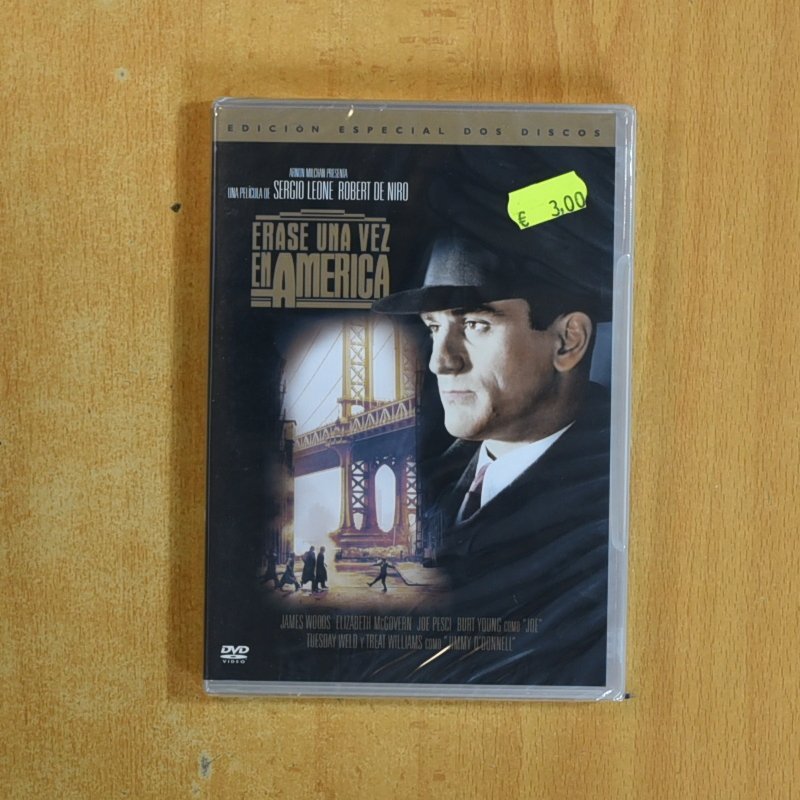 EDICIÓN ESPECIAL DOS DISCOS
ARNON MILCHAN PRESENTA
UNA PELÍCULA DE SERGIO LEONE ROBERT DE NIRO
€ 3,00
ERASE UNA VEZ
EN AMERICA
JAMES WOODS ELIZABETH McGOVERN JOE PESCI BURT YOUNG COMO "JOE"
TUESDAY WELD Y TREAT WILLIAMS COMO "JIMMY O'DONNELL"
DVD
VIDEO